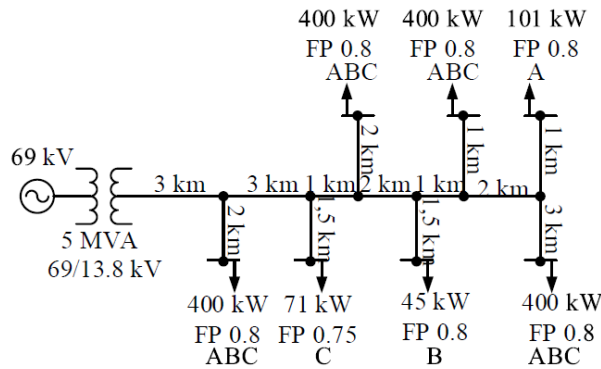 400 kW
FP 0.8
ABC
400 kW
FP 0.8
ABC
101 kW
FP 0.8
A
2 km
1 km
1 km
69 kV
3 km
3 km
1 km
2 km
1 km
2 km
5 MVA
69/13.8 kV
2 km
1,5 km
1,5 km
3 km
400 kW
FP 0.8
ABC
71 kW
FP 0.75
C
45 kW
FP 0.8
B
400 kW
FP 0.8
ABC